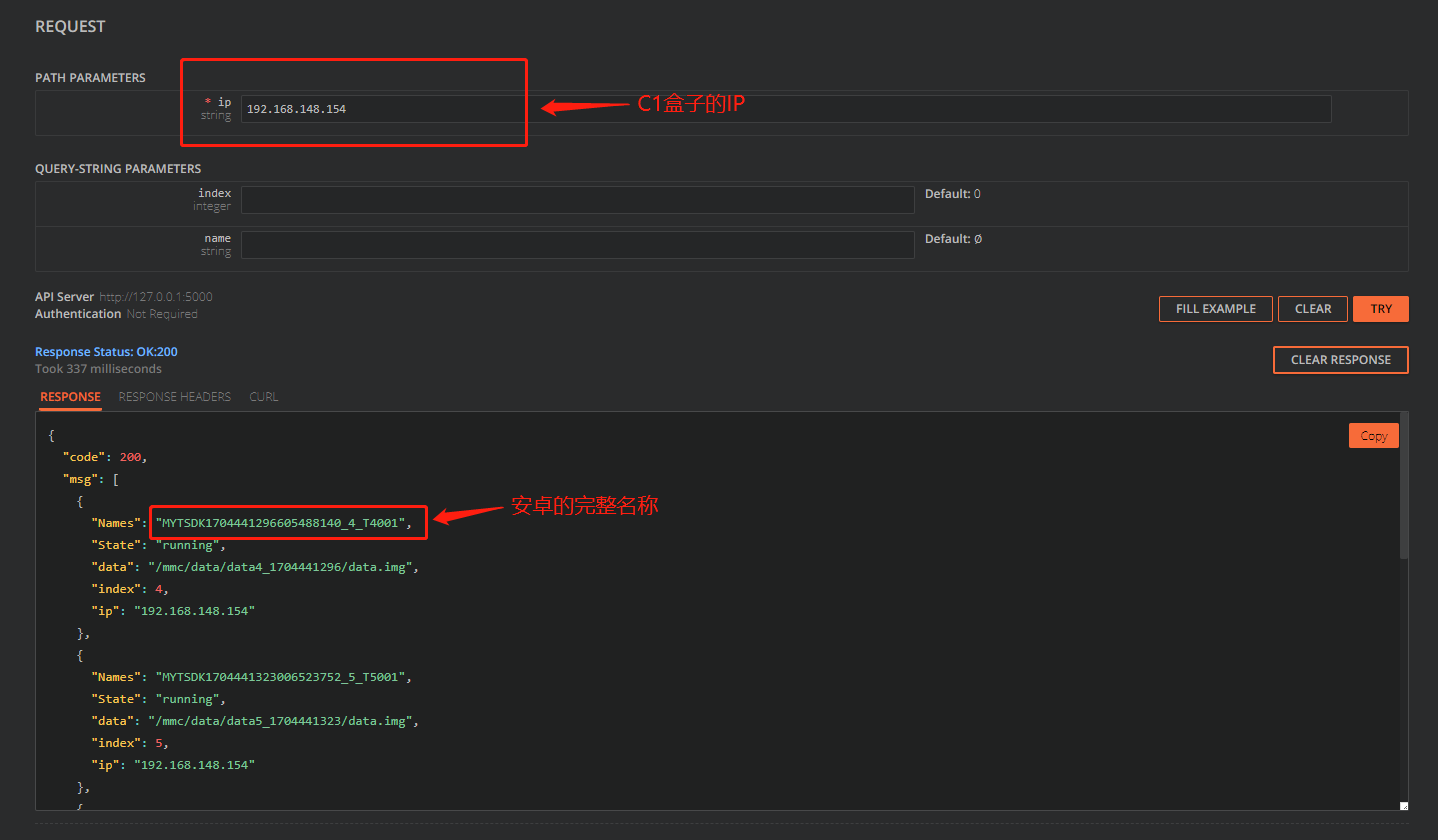 REQUEST
PATH PARAMETERS
* ip
string
192.168.148.154
C1盒子的IP
QUERY-STRING PARAMETERS
index
integer
Default: 0
name
string
Default: Ø
API Server http://127.0.0.1:5000
Authentication Not Required
FILL EXAMPLE
CLEAR
TRY
Response Status: OK:200
Took 337 milliseconds
CLEAR RESPONSE
RESPONSE
RESPONSE HEADERS
CURL
Copy
{
"code": 200,
"msg": [
{
"Names": "MYTSDK1704441296605488140_4_T4001",
安卓的完整名称
"State": "running",
"data": "/mmc/data/data4_1704441296/data.img",
"index": 4,
"ip": "192.168.148.154"
},
{
"Names": "MYTSDK1704441323006523752_5_T5001",
"State": "running",
"data": "/mmc/data/data5_1704441323/data.img",
"index": 5,
"ip": "192.168.148.154"
},
{